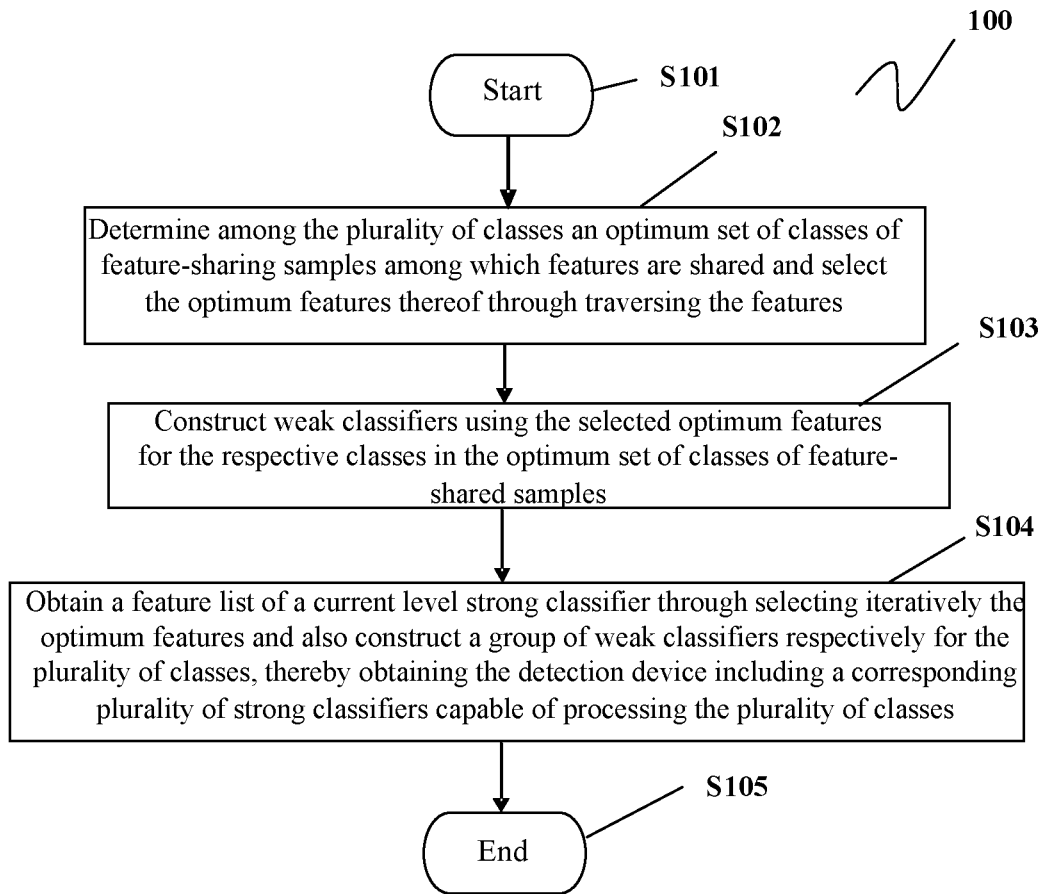 100
Start
S101
S102
Determine among the plurality of classes an optimum set of classes of
feature-sharing samples among which features are shared and select
the optimum features thereof through traversing the features
S103
Construct weak classifiers using the selected optimum features
for the respective classes in the optimum set of classes of feature-
shared samples
S104
Obtain a feature list of a current level strong classifier through selecting iteratively the
optimum features and also construct a group of weak classifiers respectively for the
plurality of classes, thereby obtaining the detection device including a corresponding
plurality of strong classifiers capable of processing the plurality of classes
S105
End